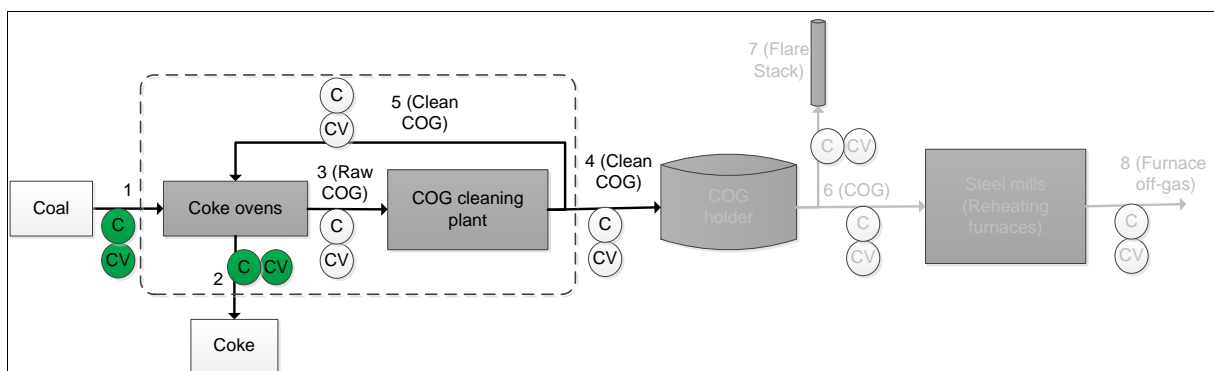 7 (Flare
Stack)
C
CV
5 (Clean
COG)
4 (Clean
COG)
8 (Furnace
off-gas)
Coal
1
C
CV
Coke ovens
3 (Raw
COG)
C
CV
COG cleaning
plant
C
CV
COG
holder
C CV
6 (COG)
C
CV
Steel mills
(Reheating
furnaces)
C
CV
2
C CV
Coke